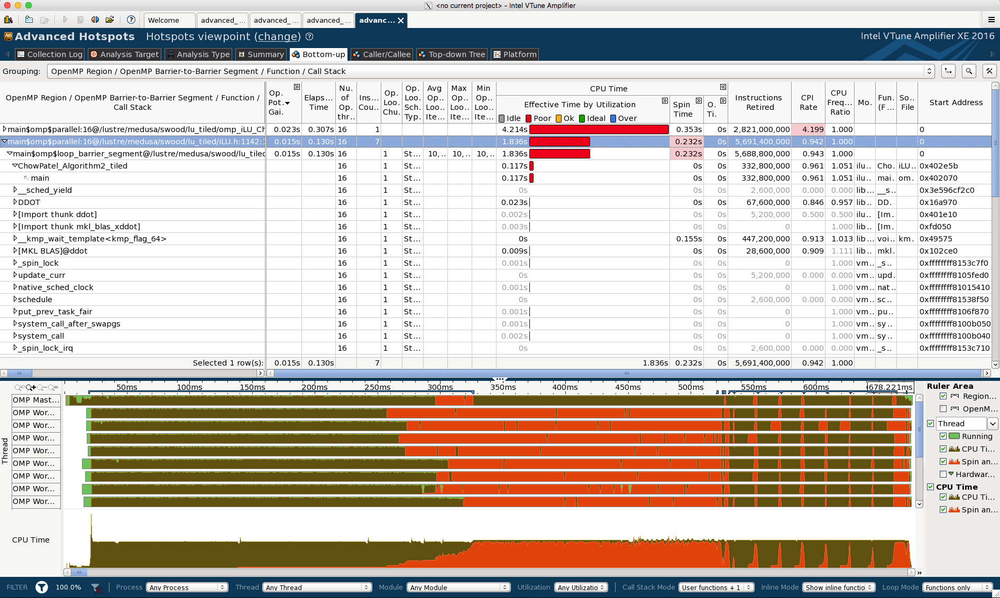 <no current project> - Intel VTune Amplifier
Welcome
advanced_ ...
advanced_ ...
advanced_ ...
advanc...
Advanced Hotspots Hotspots viewpoint (change)
Intel VTune Amplifier XE 2016
Collection Log
Analysis Target
Analysis Type
Summary
Bottom-up
Caller/Callee
Top-down Tree
Platform
Grouping: OpenMP Region / OpenMP Barrier-to-Barrier Segment / Function / Call Stack
OpenMP Region / OpenMP Barrier-to-Barrier Segment / Function /
Call Stack
Op. Pot. Gai.
Elaps... Time
Nu. of Op. thr...
Ins... Cou...
Op. Loo. Chu.
Op. Loo. Sch. Typ.
Avg Op.. Loo.. Ite...
Max Op.. Loo.. Ite...
Min Op.. Loo.. Ite...
CPU Time
Effective Time by Utilization
Idle Poor Ok Ideal Over
Spin Time
O. Ti.
Instructions Retired
CPI Rate
CPU Freq... Ratio
Mo.
Fun. (F...
So.. File
Start Address
main$omp$parallel:16@/lustre/medusa/swood/lu_tiled/omp_iLU_Ch 0.023s 0.307s 16 1 4.214s 0.353s 0s 2,821,000,000 4.199 1.000 0
main$omp$parallel:16@/lustre/medusa/swood/lu_tiled/iLU.h:1142: 0.015s 0.130s 16 7 1.836s 0.232s 0s 5,691,400,000 0.942 1.000 0
main$omp$loop_barrier_segment@/lustre/medusa/swood/lu_tiled 0.015s 0.130s 16 1 St... 10,.. 10,.. 10,.. 1.836s 0.232s 0s 5,688,800,000 0.943 1.000 0
ChowPatel_Algorithm2_tiled 16 1 St... 0.117s 0s 0s 332,800,000 0.961 1.051 ilu.. Cho. iLU.. 0x402e5b
main 16 1 St... 0.117s 0s 0s 332,800,000 0.961 1.051 ilu.. mai. om. 0x402070
__sched_yield 16 1 St... 0s 0s 0s 2,600,000 0.000 0.000 lib... __s.. 0x3e596cf2c0
DDOT 16 1 St... 0.023s 0s 0s 67,600,000 0.846 0.957 lib.. DD. 0x16a970
[Import thunk ddot] 16 1 St... 0.002s 0s 0s 5,200,000 0.500 0.500 ilu.. [Im. 0x401e10
[Import thunk mkl_blas_xddot] 16 1 St... 0.003s 0s 0s 0 1.000 lib.. [Im. 0xfd050
__kmp_wait_template<kmp_flag_64> 16 1 St... 0s 0.155s 0s 447,200,000 0.913 1.013 lib.. voi.. km. 0x49575
[MKL BLAS]@ddot 16 1 St... 0.009s 0s 0s 28,600,000 0.909 1.111 lib.. mkl. 0x102ce0
_spin_lock 16 1 St... 0.001s 0s 0s 0 1.000 vm.. _s.. 0xffffffff8153c7f0
update_curr 16 1 St... 0s 0s 0s 5,200,000 0.000 0.000 vm.. upd. 0xffffffff8105fed0
native_sched_clock 16 1 St... 0.001s 0s 0s 0 1.000 vm.. nat.. 0xffffffff81015410
schedule 16 1 St... 0s 0s 0s 2,600,000 0.000 0.000 vm.. sc.. 0xffffffff81538f50
put_prev_task_fair 16 1 St... 0.001s 0s 0s 0 1.000 vm.. pu.. 0xffffffff8106f870
system_call_after_swapgs 16 1 St... 0.001s 0s 0s 0 1.000 vm.. sy.. 0xffffffff8100b050
system_call 16 1 St... 0.002s 0s 0s 0 1.000 vm.. sy.. 0xffffffff8100b040
_spin_lock_irq 16 1 St... 0s 0s 0s 2,600,000 0.000 0.000 vm.. _s.. 0xffffffff8153c710
Selected 1 row(s): 0.015s 0.130s 7 1.836s 0.232s 0s 5,691,400,000 0.942 1.000
50ms 100ms 150ms 200ms 250ms 300ms 350ms 400ms 450ms 500ms 550ms 600ms 678.221ms
Thread
OMP Mast...
OMP Wor...
OMP Wor...
OMP Wor...
OMP Wor...
OMP Wor...
OMP Wor...
OMP Wor...
OMP Wor...
CPU Time
Ruler Area
Region...
OpenM...
Thread
Running
CPU Ti...
Spin an...
Hardwar...
CPU Time
CPU Ti...
Spin an...
FILTER 100.0% Process Any Process Thread Any Thread Module Any Module Utilization Any Utilizatio Call Stack Mode User functions + 1 Inline Mode Show inline functio Loop Mode Functions only